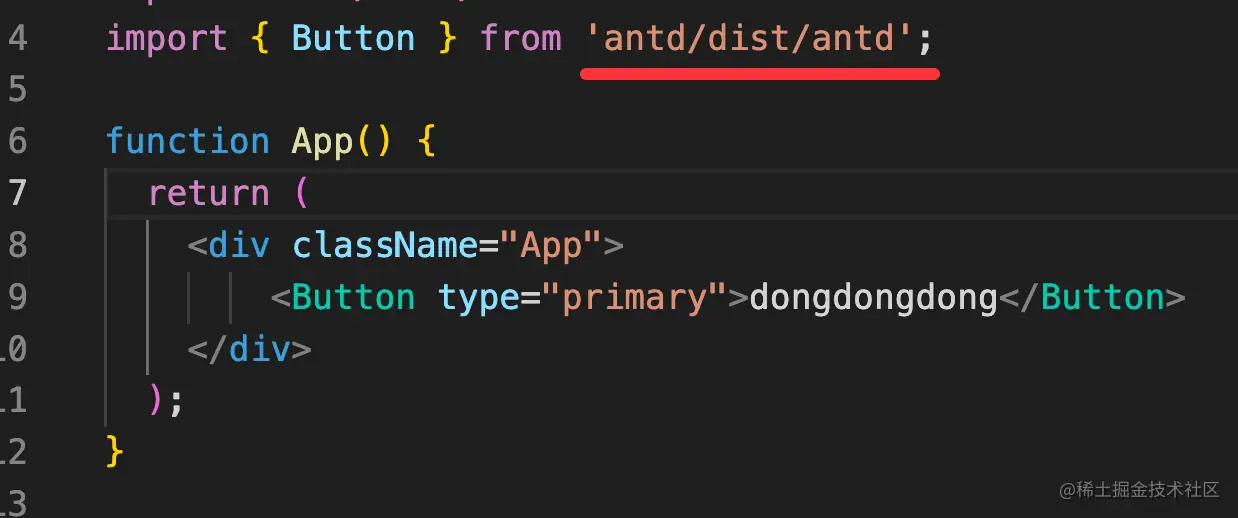 4 import { Button } from 'antd/dist/antd';
5
6 function App() {
7 return (
8 <div className="App">
9 <Button type="primary">dongdongdong</Button>
10 </div>
11 );
12 }
13
@稀土掘金技术社区